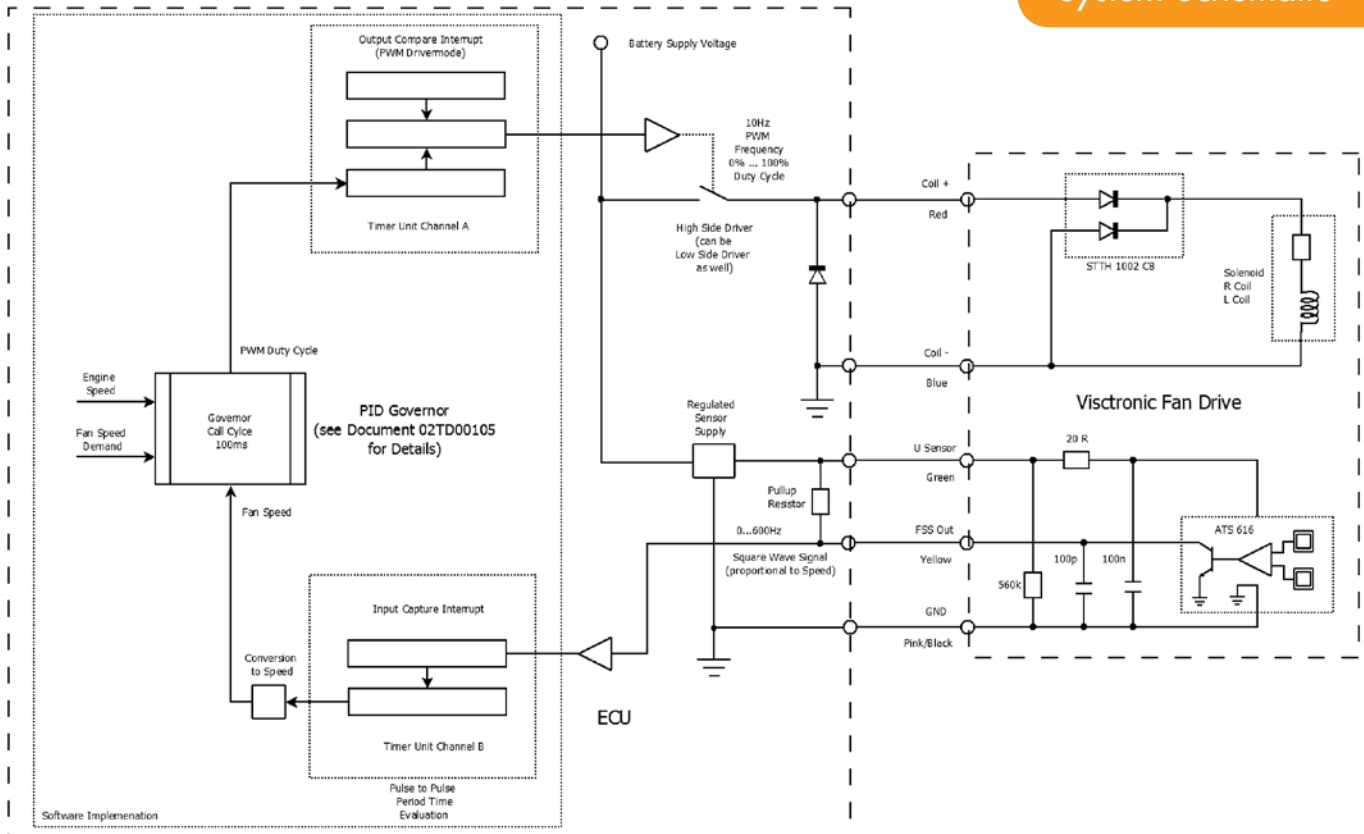 System Schematic
Output Compare Interrupt
(PWM Drivermode)
Timer Unit Channel A
Battery Supply Voltage
10Hz
PWM
Frequency
0% ... 100%
Duty Cycle
High Side Driver
(can be
Low Side Driver
as well)
Coil +
Red
STTH 1002 CB
Solenoid
R Coil
L Coil
PWM Duty Cycle
Engine
Speed
Fan Speed
Demand
Governor
Call Cylce
100ms
PID Governor
(see Document 02TD00105
for Details)
Fan Speed
Coil -
Blue
Visctronic Fan Drive
Regulated
Sensor
Supply
U Sensor
Green
20 R
Pullup
Resistor
0...600Hz
Square Wave Signal
(proportional to Speed)
FSS Out
Yellow
560k
100p
100n
ATS 616
GND
Pink/Black
Input Capture Interrupt
Conversion
to Speed
Timer Unit Channel B
ECU
Pulse to Pulse
Period Time
Evaluation
Software Implemenation